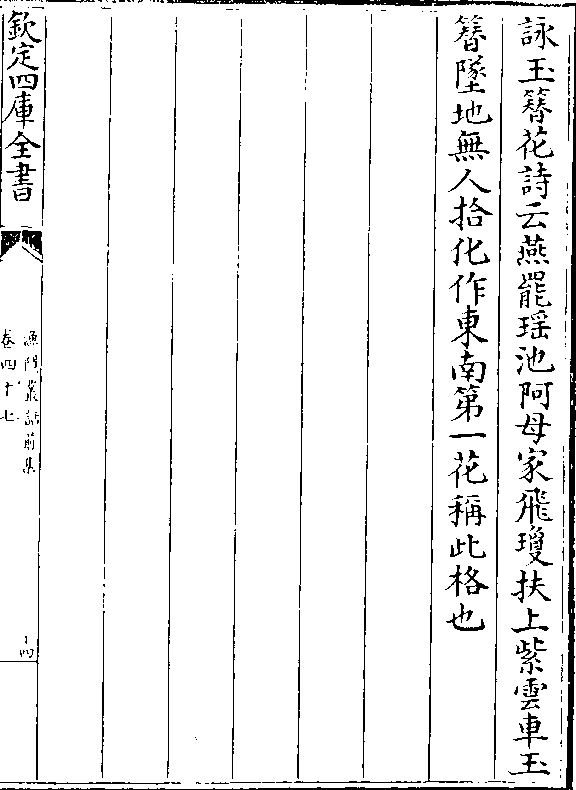 詠玉簪花詩云燕罷瑶池阿母家飛瓊扶上紫雲車玉
簪墜地無人拾化作東南第一花稱此格也
欽定四庫全書
漁隱叢話前集
卷四十七
十四